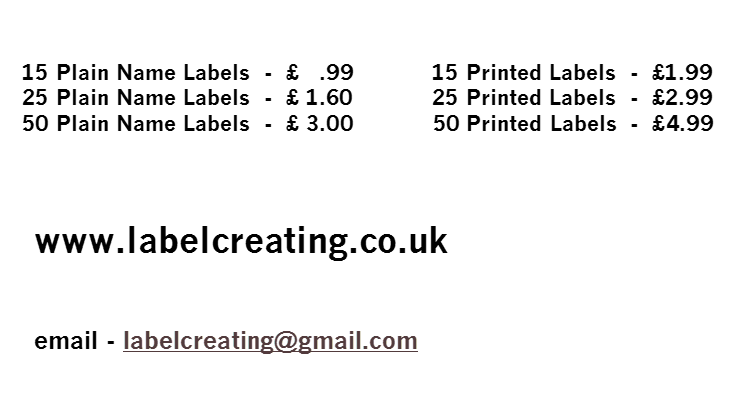 15 Plain Name Labels - £ .99 15 Printed Labels - £1.99
25 Plain Name Labels - £ 1.60 25 Printed Labels - £2.99
50 Plain Name Labels - £ 3.00 50 Printed Labels - £4.99
www.labelcreating.co.uk
email - labelcreating@gmail.com